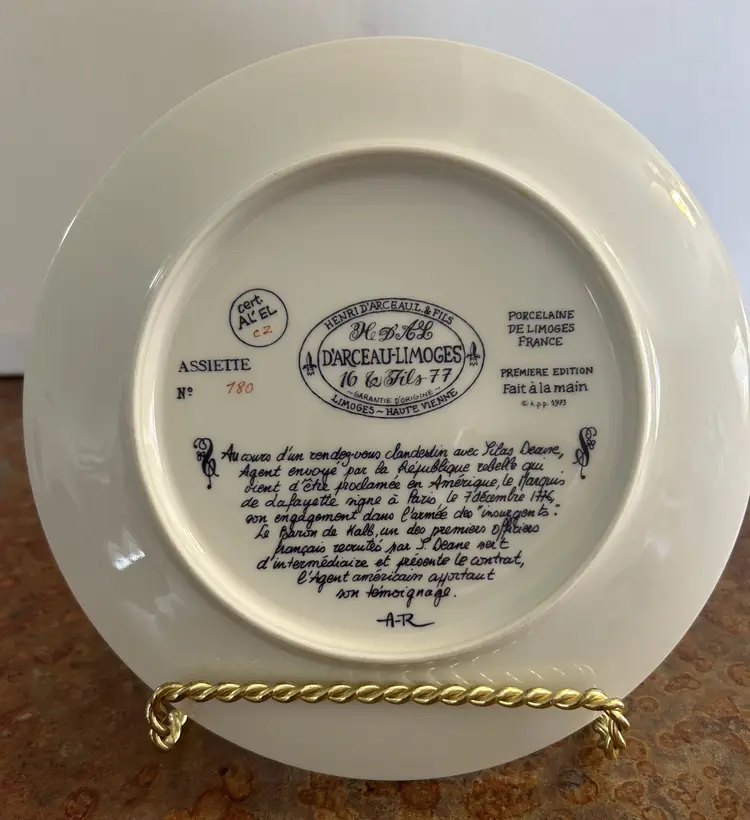 cert.
AL' EL
CZ
ASSIETTE
Nº 180
HENRI D'ARCEAU L. & FILS
H D'A L
D'ARCEAU-LIMOGES
16 & Fils 77
~GARANTIE D'ORIGINE~
LIMOGES ~ HAUTE VIENNE
PORCELAINE
DE LIMOGES
FRANCE
PREMIERE EDITION
Fait à la main
© k.p.p. 1973
Au cours d'un rendez-vous clandestin avec Silas Deane,
Agent envoyé par la République rebelle qui
vient d'être proclamée en Amérique, le Marquis
de Lafayette signe à Paris le 7 décembre 1776,
son engagement dans l'armée des "insurgents".
Le Baron de Kalb, un des premiers Officiers
français recrutés par S. Deane sert
d'intermédiaire et présente le contrat,
l'Agent américain ajoutant
son témoignage.
A-R